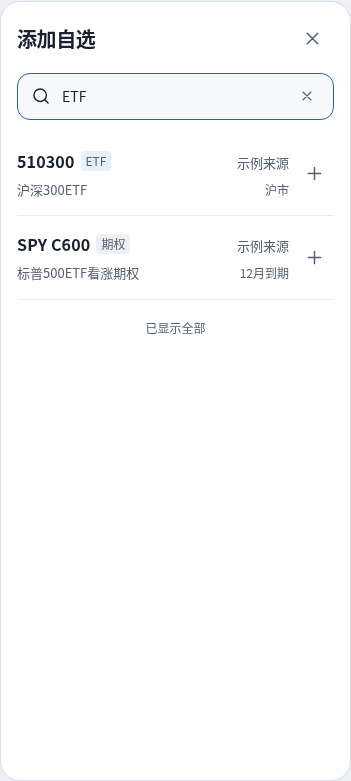 添加自选
ETF
510300 ETF 示例来源
沪深300ETF 沪市
SPY C600 期权 示例来源
标普500ETF看涨期权 12月到期
已显示全部